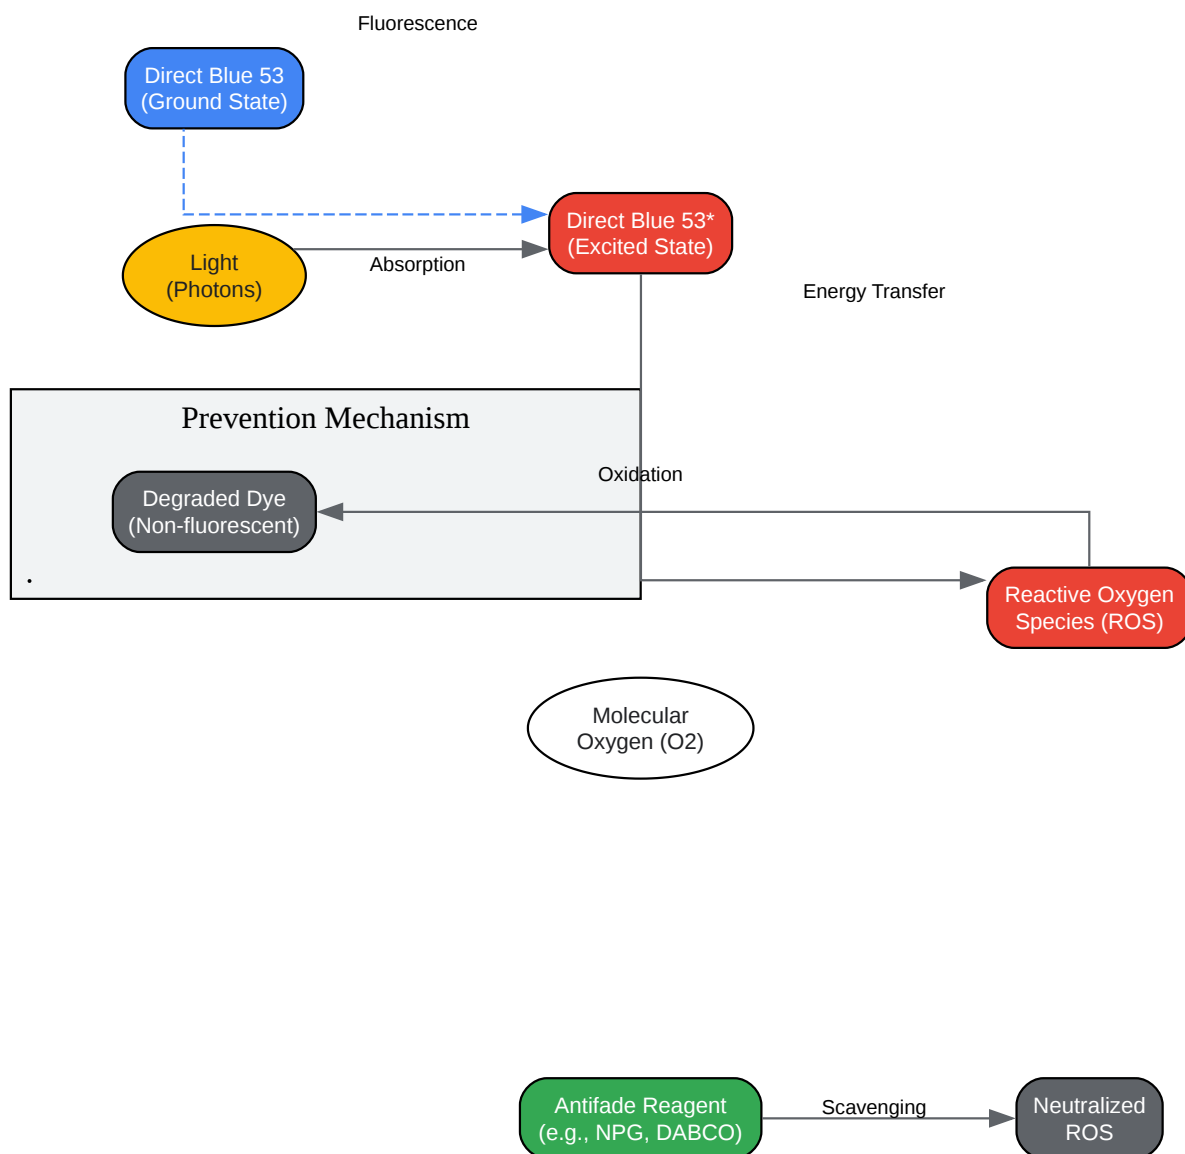 Fluorescence
Direct Blue 53
(Ground State)
Direct Blue 53*
(Excited State)
Light
(Photons)
Absorption
Energy Transfer
Prevention Mechanism
Oxidation
Degraded Dye
(Non-fluorescent)
.
Reactive Oxygen
Species (ROS)
Molecular
Oxygen (O2)
Antifade Reagent
(e.g., NPG, DABCO)
Scavenging
Neutralized
ROS